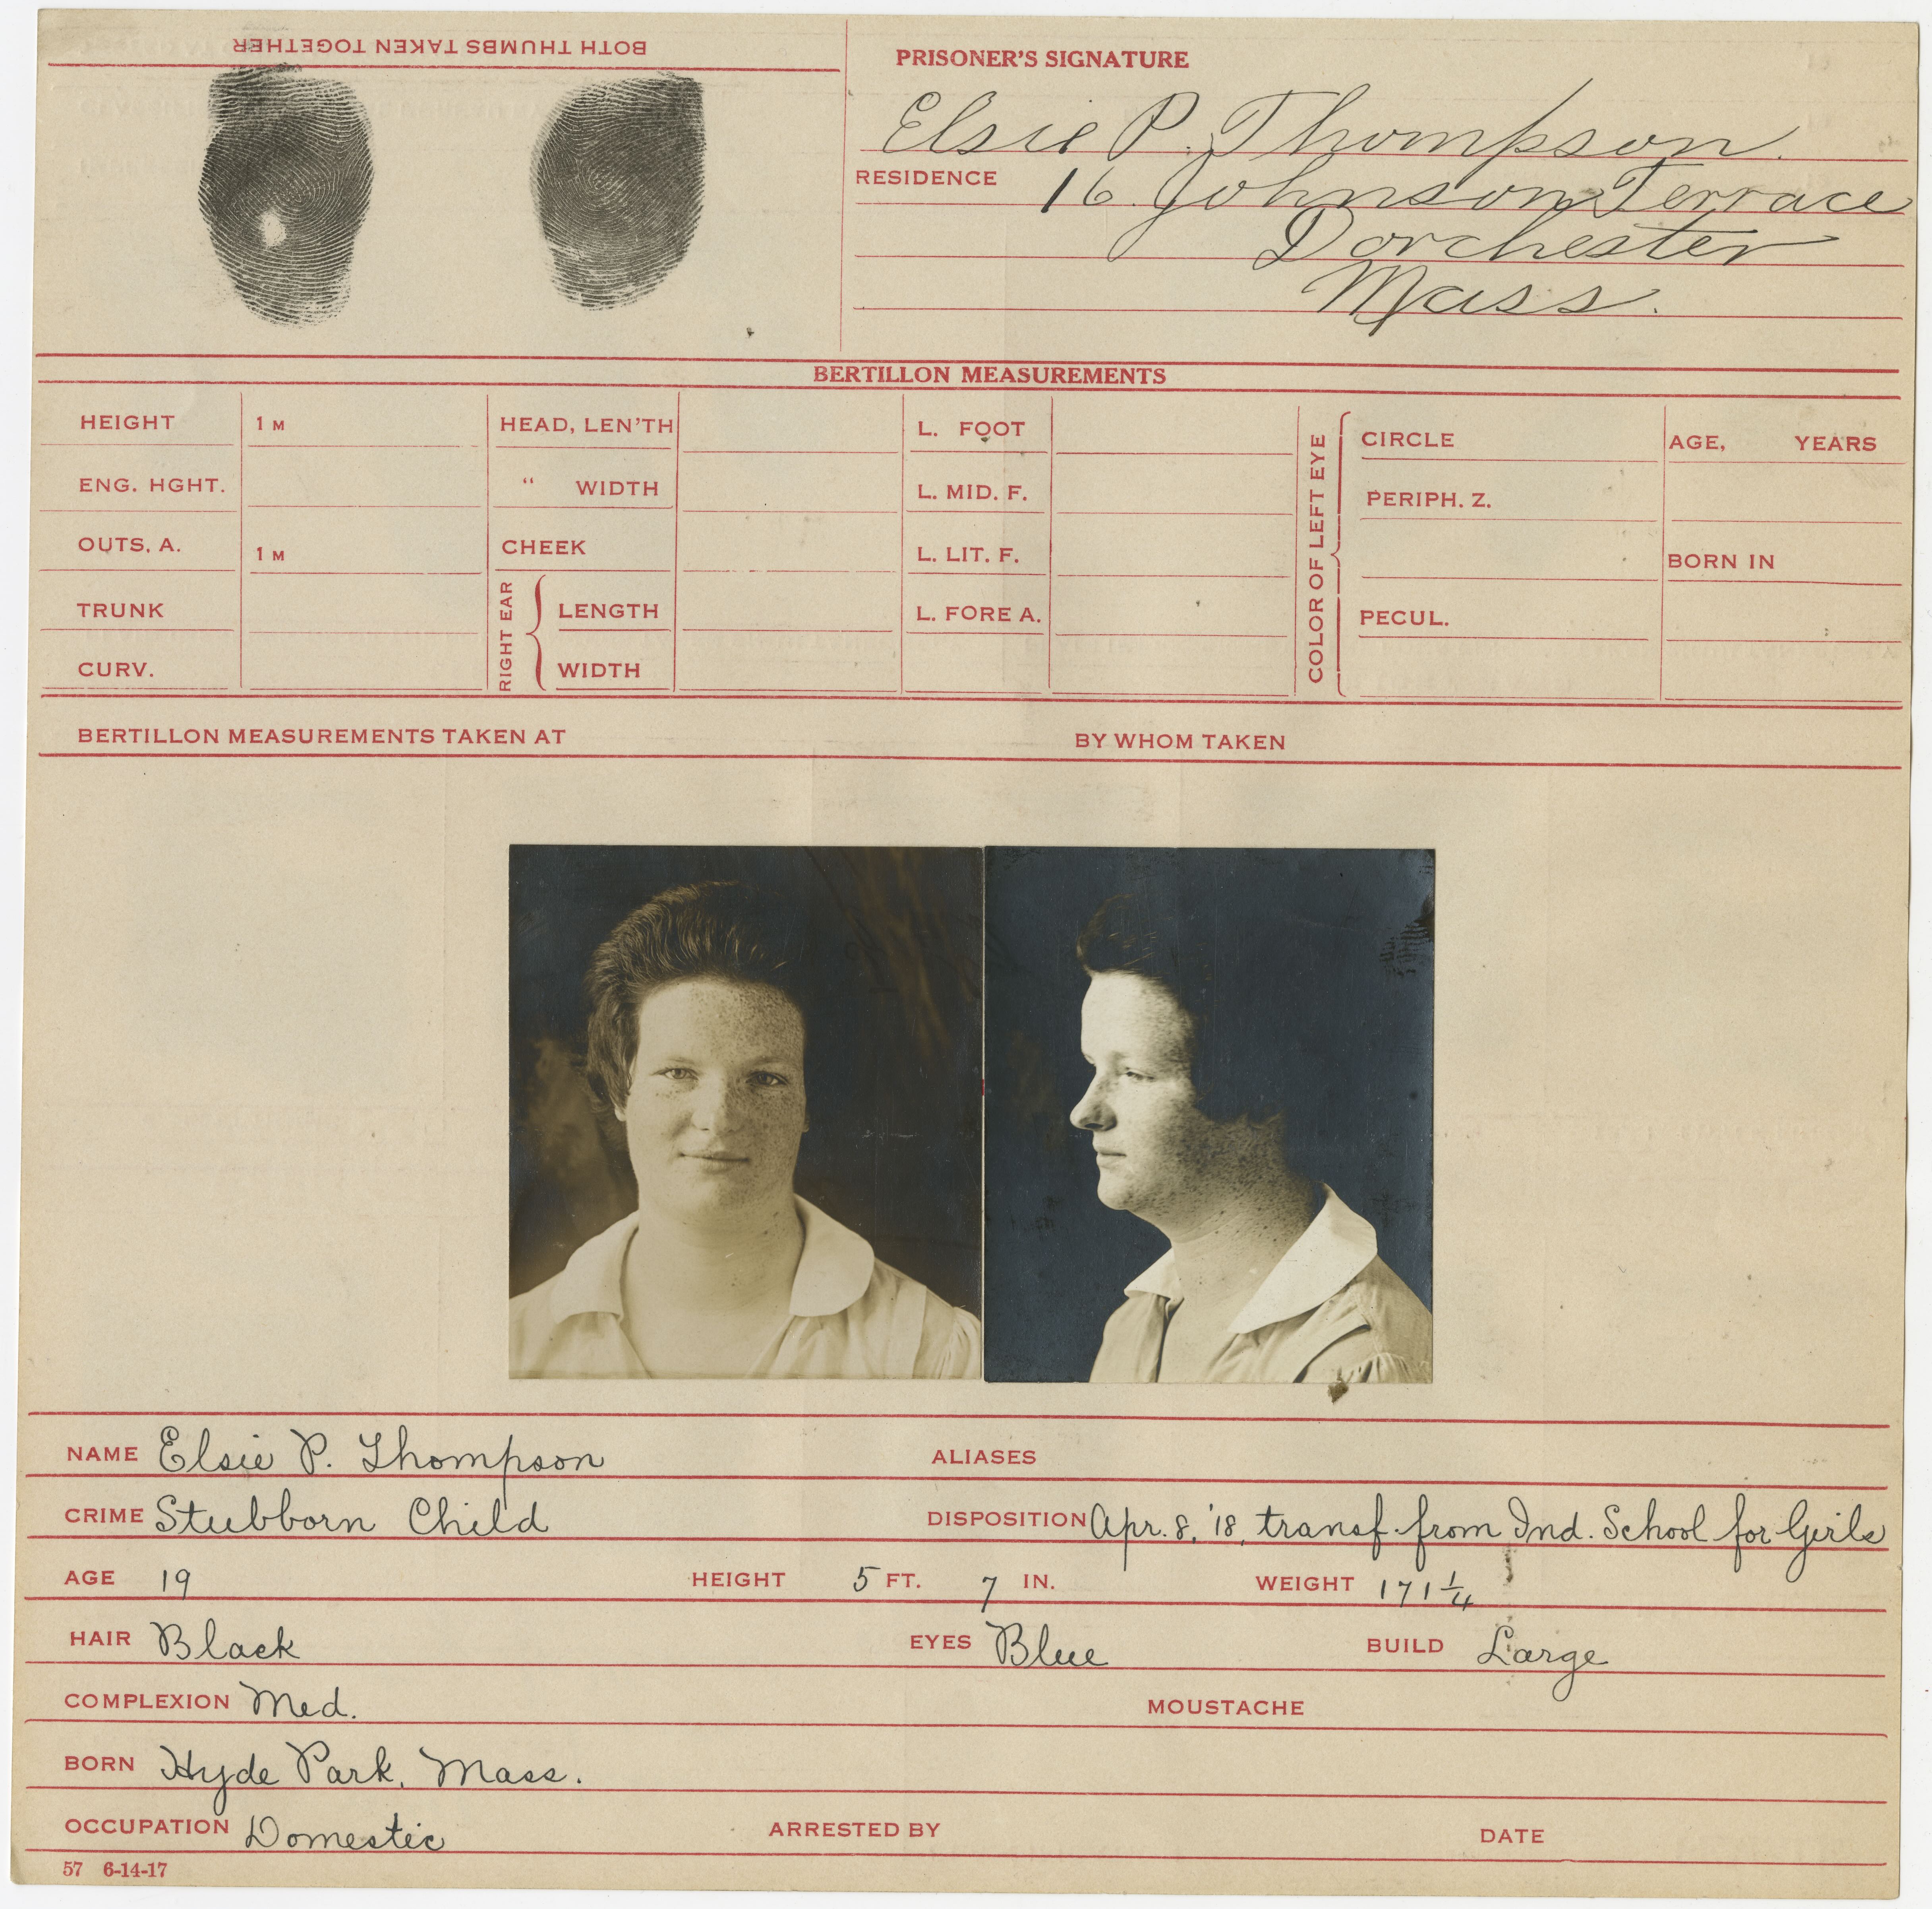 BOTH THUMBS TAKEN TOGETHER
PRISONER'S SIGNATURE
Elsie P. Thompson.
RESIDENCE 16 Johnson Terrace
Dorchester
Mass.
BERTILLON MEASUREMENTS
HEIGHT 1 M HEAD, LEN'TH L. FOOT CIRCLE AGE, YEARS
ENG. HGHT. " WIDTH L. MID. F. PERIPH. Z.
OUTS. A. 1 M CHEEK L. LIT. F. BORN IN
TRUNK LENGTH L. FORE A. PECUL.
CURV. WIDTH
RIGHT EAR
COLOR OF LEFT EYE
BERTILLON MEASUREMENTS TAKEN AT BY WHOM TAKEN
NAME Elsie P. Thompson ALIASES
CRIME Stubborn Child DISPOSITION Apr. 8, '18, transf. from Ind. School for Girls
AGE 19 HEIGHT 5 FT. 7 IN. WEIGHT 171 1/4
HAIR Black EYES Blue BUILD Large
COMPLEXION Med. MOUSTACHE
BORN Hyde Park, Mass.
OCCUPATION Domestic ARRESTED BY DATE
57 6-14-17